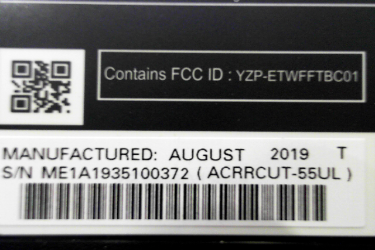 Contains FCC ID : YZP-ETWFFTBC01
MANUFACTURED: AUGUST 2019 T
S/N ME1A1935100372 ( ACRRCUT-55UL )